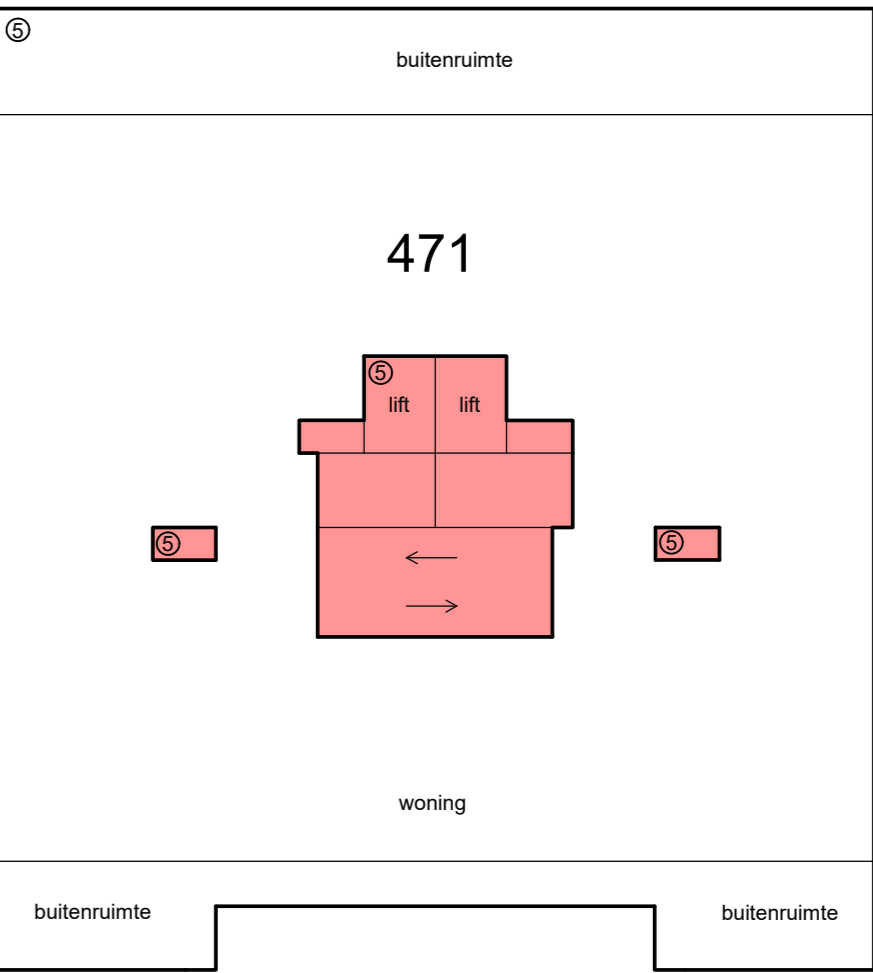 ⑤
buitenruimte
471
⑤
lift lift
⑤ ⑤
woning
buitenruimte buitenruimte